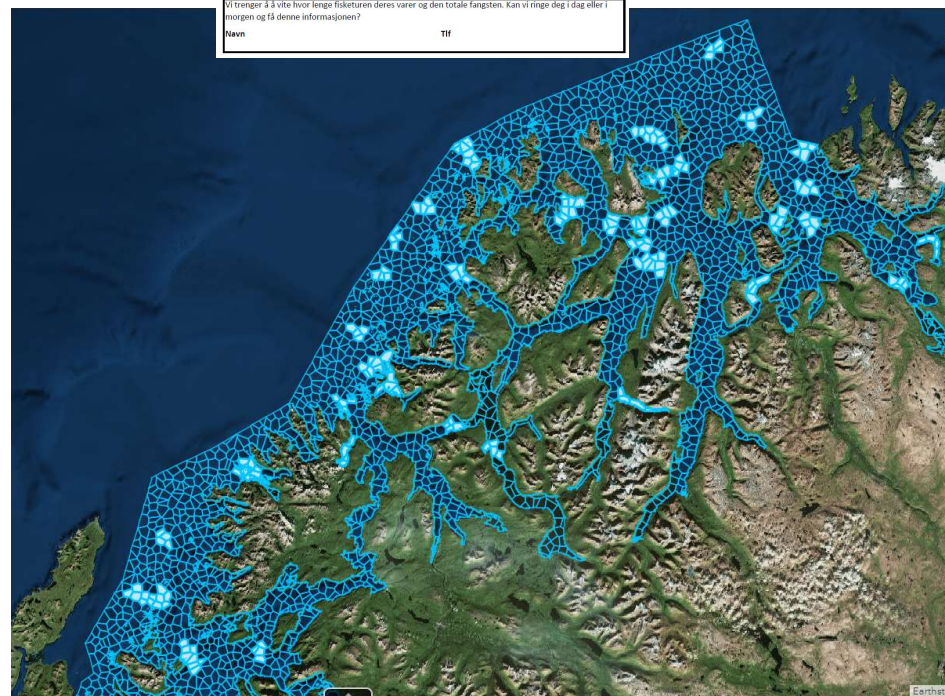 Vi trenger å å vite hvor lenge fisketuren deres varer og den totale fangsten. Kan vi ringe deg i dag eller i
morgen og få denne informasjonen?
Navn Tlf
Earthst